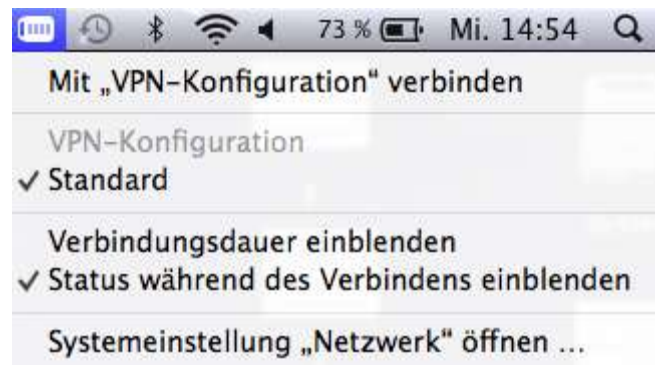 73 % Mi. 14:54
Mit „VPN-Konfiguration“ verbinden
VPN-Konfiguration
✓ Standard
Verbindungsdauer einblenden
✓ Status während des Verbindens einblenden
Systemeinstellung „Netzwerk“ öffnen ...